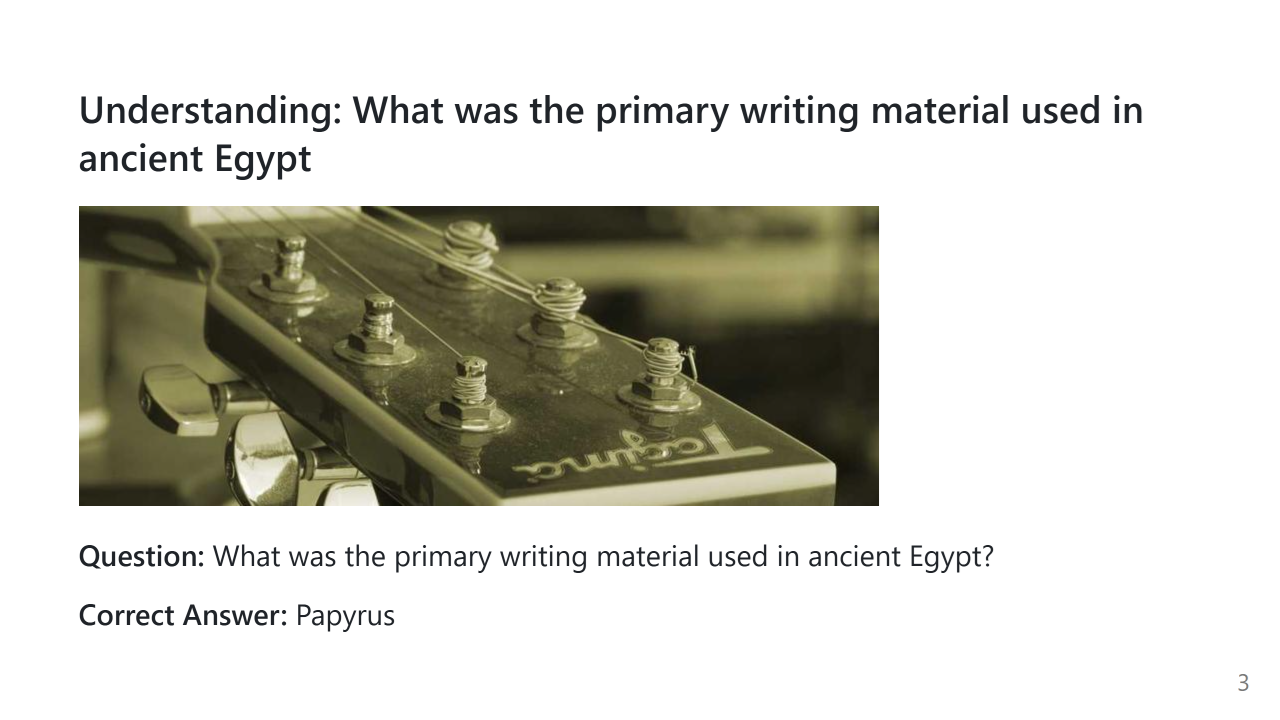 Understanding: What was the primary writing material used in
ancient Egypt
Tagima
Question: What was the primary writing material used in ancient Egypt?
Correct Answer: Papyrus
3